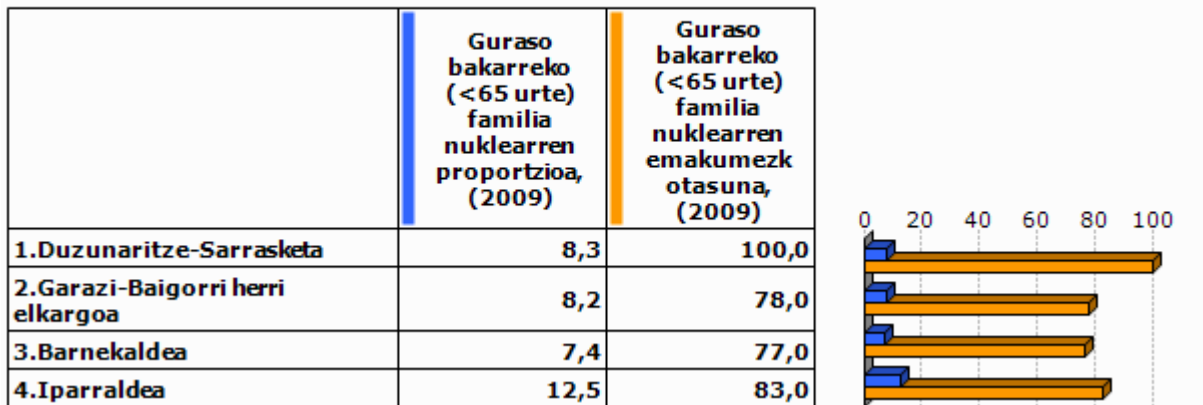 Guraso
bakarreko
(<65 urte)
familia
nuklearren
proportzioa,
(2009)
Guraso
bakarreko
(<65 urte)
familia
nuklearren
emakumezk
otasuna,
(2009)
0 20 40 60 80 100
1.Duzunaritze-Sarrasketa 8,3 100,0
2.Garazi-Baigorri herri
elkargoa 8,2 78,0
3.Barnekaldea 7,4 77,0
4.Iparraldea 12,5 83,0